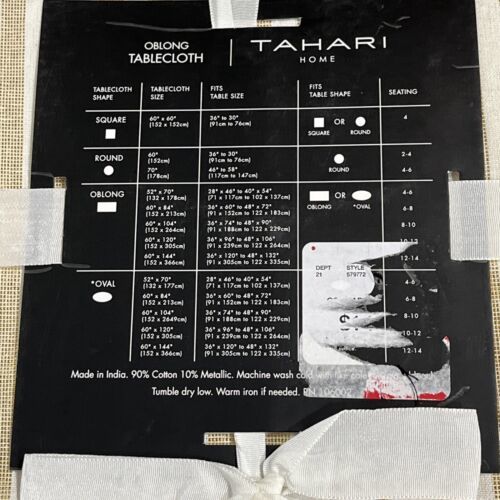 OBLONG
TABLECLOTH
TAHARI
HOME
TABLECLOTH SHAPE TABLECLOTH SIZE FITS TABLE SIZE FITS TABLE SHAPE SEATING
SQUARE 60" x 60" 36" to 30" OR 4
(152 x 152cm) (91cm to 76cm) SQUARE ROUND
ROUND 60" 36" to 30" 2-4
(152cm) (91cm to 76cm)
70" 46" to 58" ROUND 4-6
(178cm) (117cm to 147cm)
OBLONG 52" x 70" 28" x 46" to 40" x 54" OR 4-6
(132 x 178cm) (71 x 117cm to 102 x 137cm) OBLONG *OVAL
60" x 84" 36" x 60" to 48" x 72" 6-8
(152 x 213cm) (91 x 152cm to 122 x 183cm)
60" x 104" 36" x 74" to 48" x 90" 8-10
(152 x 264cm) (91 x 188cm to 122 x 229cm)
60" x 120" 36" x 96" to 48" x 106" 10-12
(152 x 305cm) (91 x 239cm to 122 x 264cm)
60" x 144" 36" x 120" to 48" x 132"
(152 x 366cm) (91 x 305cm to 122 x 335cm)
*OVAL 52" x 70" 28" x 46" to 40" x 54" 4-6
(132 x 177cm) (71 x 117cm to 102 x 137cm)
60" x 84" 36" x 60" to 48" x 72" 6-8
(152 x 213cm) (91 x 152cm to 122 x 183cm)
60" x 104" 36" x 74" to 48" x 90" 8-10
(152 x 2649cm) (91 x 188cm to 122 x 229cm)
60" x 120" 36" x 96" to 48" x 106" 10-12
(152 x 305cm) (91 x 239cm to 122 x 264cm)
60" x 144" 36" x 120" to 48" x 132" 12-14
(152 x 366cm) (91 x 305cm to 122 x 335cm)
DEPT STYLE
21 579772
Made in India. 90% Cotton 10% Metallic. Machine wash cold with like
Tumble dry low. Warm iron if needed. RN 106002